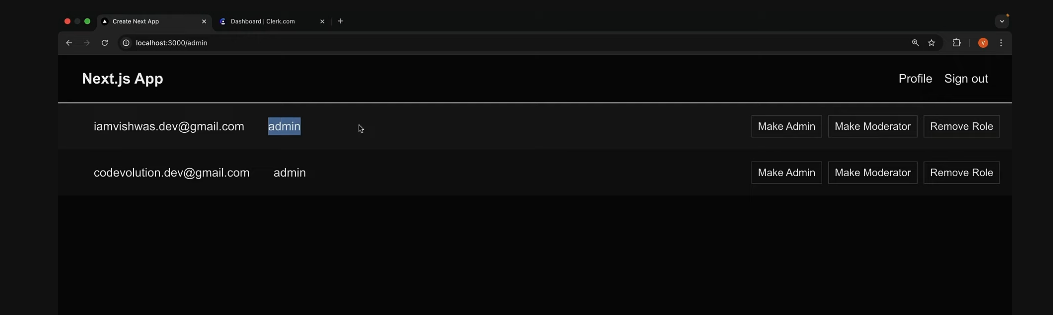 Create Next App
Dashboard | Clerk.com
localhost:3000/admin
V
Next.js App
Profile
Sign out
iamvishwas.dev@gmail.com admin Make Admin Make Moderator Remove Role
codevolution.dev@gmail.com admin Make Admin Make Moderator Remove Role